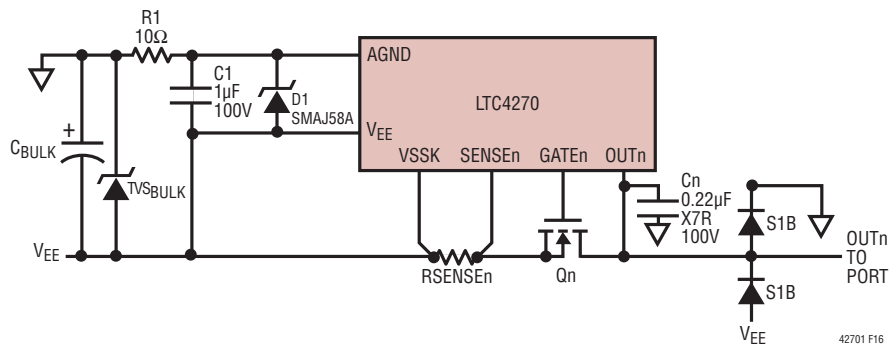 R1
10Ω
AGND
C1
1µF
100V
D1
SMAJ58A
LTC4270
VEE
VSSK SENSEn GATEn OUTn
+
CBULK
TVSBULK
Cn
0.22µF
X7R
100V
S1B
OUTn
TO
PORT
VEE
RSENSEn
Qn
S1B
VEE
42701 F16